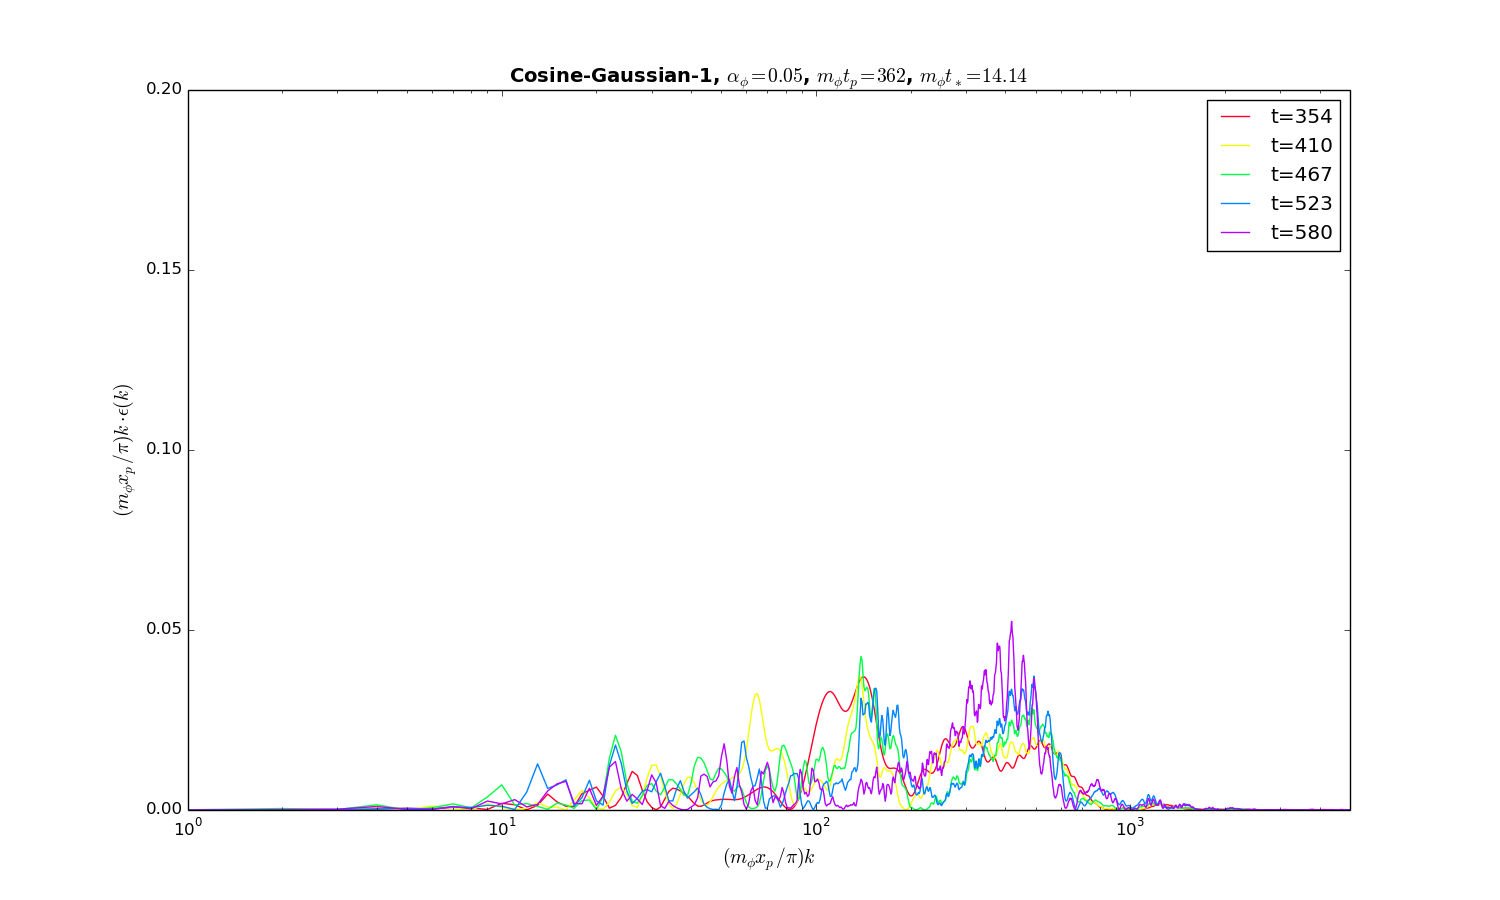 Cosine-Gaussian-1, α_ϕ=0.05, m_ϕt_p=362, m_ϕt_*=14.14
0.20
0.15
0.10
0.05
0.00
(m_ϕx_p/π)k·ϵ(k)
t=354
t=410
t=467
t=523
t=580
10^0 10^1 10^2 10^3
(m_ϕx_p/π)k